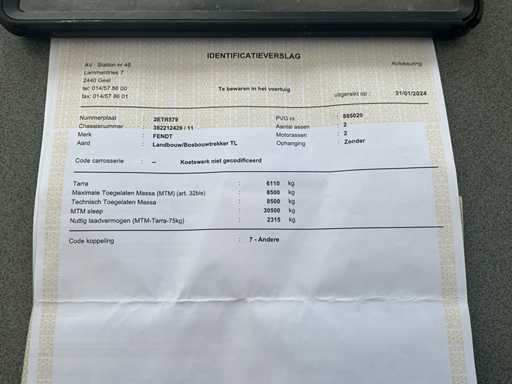 IDENTIFICATIEVERSLAG
AV - Station nr 45
Lammerdries 7
2440 Geel
tel: 014/57 86 00
fax: 014/57 86 01
Autokeuring
Te bewaren in het voertuig
uitgereikt op : 31/01/2024
Nummerplaat : 2ETR579 PVG nr. : 885020
Chassisnummer : 382212429 / 11 Aantal assen : 2
Merk : FENDT Motorassen : 2
Aard : Landbouw/Bosbouwtrekker TL Ophanging : Zonder
Code carrosserie : -- Koetswerk niet gecodificeerd
Tarra : 6110 kg
Maximale Toegelaten Massa (MTM) (art. 32bis) : 8500 kg
Technisch Toegelaten Massa : 8500 kg
MTM sleep : 30500 kg
Nuttig laadvermogen (MTM-Tarra-75kg) : 2315 kg
Code koppeling : 7 - Andere